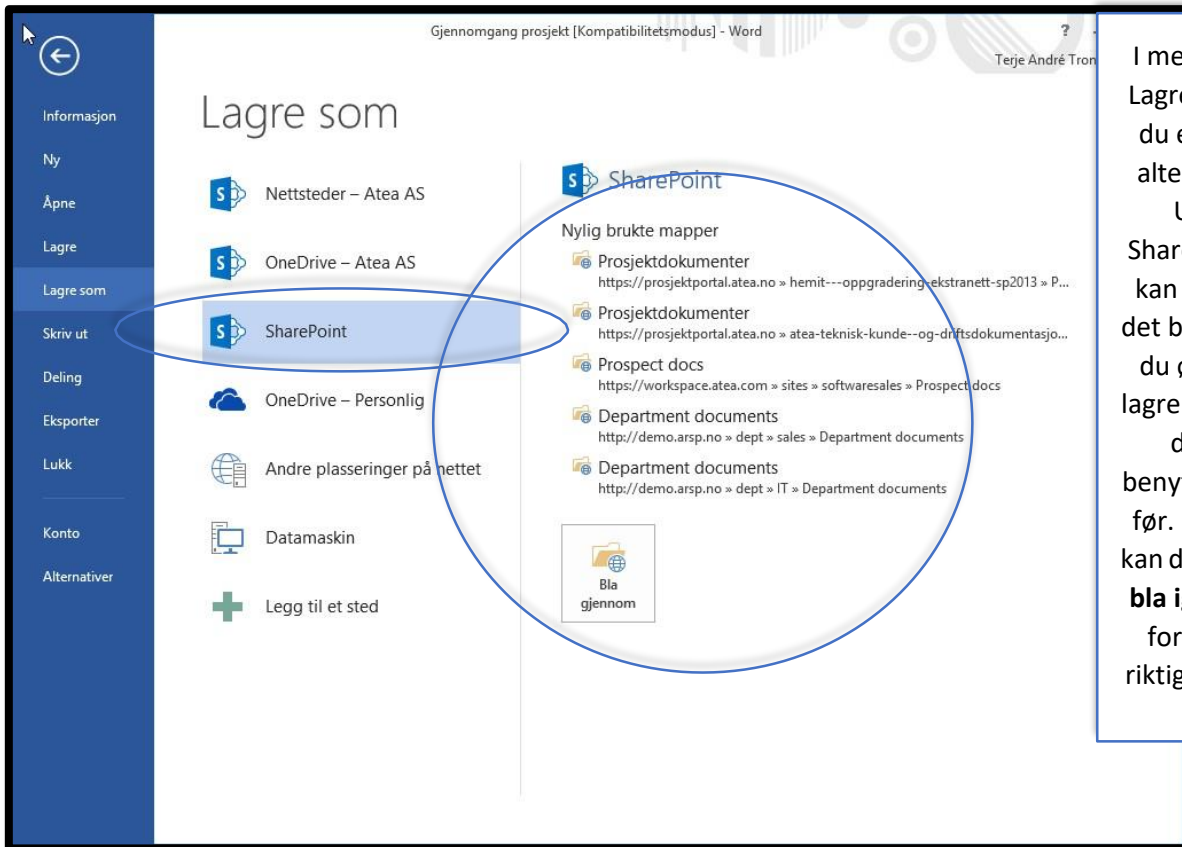 Gjennomgang prosjekt [Kompatibilitetsmodus] - Word
?
Terje André Tron
Informasjon
Ny
Åpne
Lagre
Lagre som
Skriv ut
Deling
Eksporter
Lukk
Konto
Alternativer
Lagre som
Nettsteder – Atea AS
OneDrive – Atea AS
SharePoint
OneDrive – Personlig
Andre plasseringer på nettet
Datamaskin
Legg til et sted
SharePoint
Nylig brukte mapper
Prosjektdokumenter
https://prosjektportal.atea.no » hemit---oppgradering-ekstranett-sp2013 » P...
Prosjektdokumenter
https://prosjektportal.atea.no » atea-teknisk-kunde--og-driftsdokumentasjo...
Prospect docs
https://workspace.atea.com » sites » softwaresales » Prospect docs
Department documents
http://demo.arsp.no » dept » sales » Department documents
Department documents
http://demo.arsp.no » dept » IT » Department documents
Bla
gjennom
I me
Lagre
du e
alte
U
Share
kan
det b
du ø
lagre
d
beny
før.
kan d
bla i
for
riktig